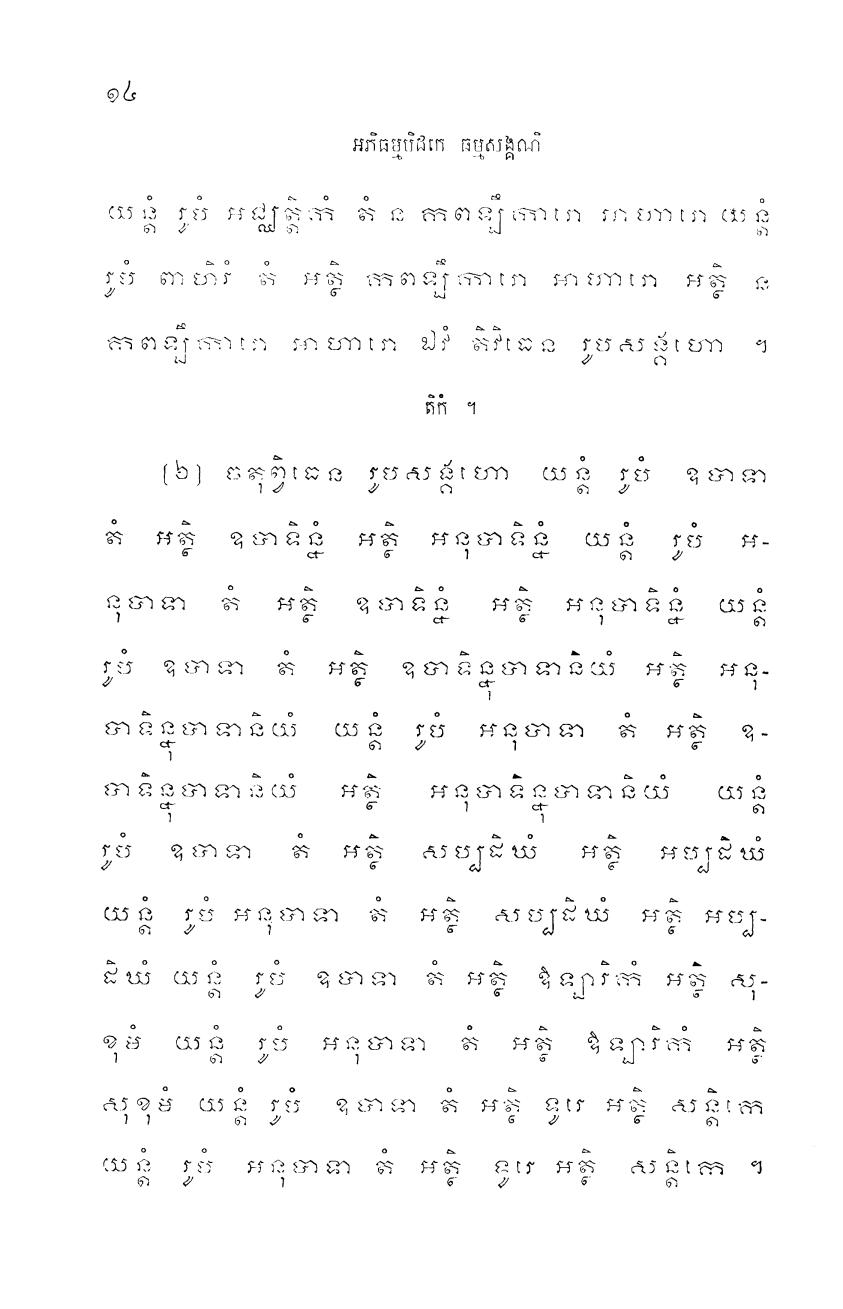 ១៤
អភិធម្មបិដកេ ធម្មសង្គណិ
យន្តំ រូបំ អជ្ឈត្តិកំ តំ ន កពឡឹការោ អាហារោ យន្តំ
រូបំ ពាហិរំ តំ អត្ថិ កពឡឹការោ អាហារោ អត្ថិ ន
កពឡឹការោ អាហារោ ឯវំ តិវិធេន រូបសង្គហោ ។
តិកំ ។
(២) ចតុព្វិធេន រូបសង្គហោ យន្តំ រូបំ ឧបាទា
តំ អត្ថិ ឧបាទិន្នំ អត្ថិ អនុបាទិន្នំ យន្តំ រូបំ អ-
នុបាទា តំ អត្ថិ ឧបាទិន្នំ អត្ថិ អនុបាទិន្នំ យន្តំ
រូបំ ឧបាទា តំ អត្ថិ ឧបាទិន្នុបាទានិយំ អត្ថិ អនុ-
បាទិន្នុបាទានិយំ យន្តំ រូបំ អនុបាទា តំ អត្ថិ ឧ-
បាទិន្នុបាទានិយំ អត្ថិ អនុបាទិន្នុបាទានិយំ យន្តំ
រូបំ ឧបាទា តំ អត្ថិ សប្បដិឃំ អត្ថិ អប្បដិឃំ
យន្តំ រូបំ អនុបាទា តំ អត្ថិ សប្បដិឃំ អត្ថិ អប្ប-
ដិឃំ យន្តំ រូបំ ឧបាទា តំ អត្ថិ ឱឡារិកំ អត្ថិ សុ-
ខុមំ យន្តំ រូបំ អនុបាទា តំ អត្ថិ ឱឡារិកំ អត្ថិ
សុខុមំ យន្តំ រូបំ ឧបាទា តំ អត្ថិ ទូរេ អត្ថិ សន្តិកេ
យន្តំ រូបំ អនុបាទា តំ អត្ថិ ទូរេ អត្ថិ សន្តិកេ ។